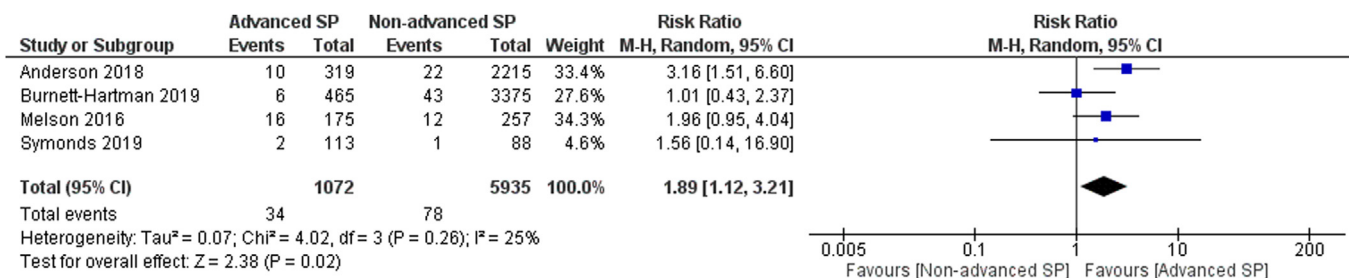 Advanced SP Non-advanced SP Risk Ratio Risk Ratio
Study or Subgroup Events Total Events Total Weight M-H, Random, 95% CI M-H, Random, 95% CI
Anderson 2018 10 319 22 2215 33.4% 3.16 [1.51, 6.60]
Burnett-Hartman 2019 6 465 43 3375 27.6% 1.01 [0.43, 2.37]
Melson 2016 16 175 12 257 34.3% 1.96 [0.95, 4.04]
Symonds 2019 2 113 1 88 4.6% 1.56 [0.14, 16.90]
Total (95% CI) 1072 5935 100.0% 1.89 [1.12, 3.21]
Total events 34 78
Heterogeneity: Tau² = 0.07; Chi² = 4.02, df = 3 (P = 0.26); I² = 25%
Test for overall effect: Z = 2.38 (P = 0.02)
0.005 0.1 1 10 200
Favours [Non-advanced SP] Favours [Advanced SP]